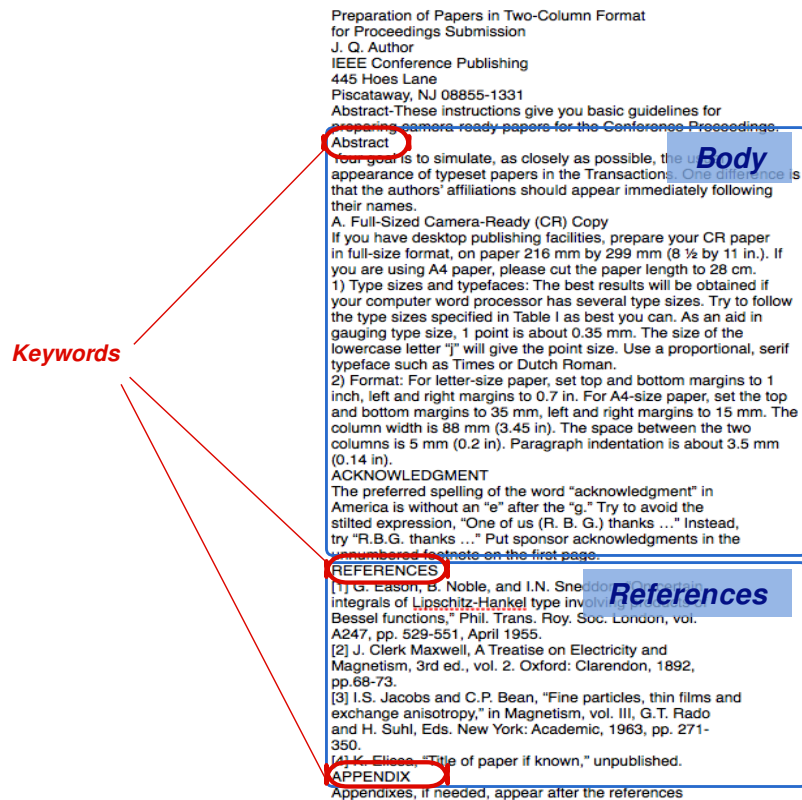 Preparation of Papers in Two-Column Format
for Proceedings Submission
J. Q. Author
IEEE Conference Publishing
445 Hoes Lane
Piscataway, NJ 08855-1331
Abstract-These instructions give you basic guidelines for
preparing camera-ready papers for the Conference Proceedings.
Abstract
Body
Your goal is to simulate, as closely as possible, the usual
appearance of typeset papers in the Transactions. One difference is
that the authors’ affiliations should appear immediately following
their names.
A. Full-Sized Camera-Ready (CR) Copy
If you have desktop publishing facilities, prepare your CR paper
in full-size format, on paper 216 mm by 299 mm (8 ½ by 11 in.). If
you are using A4 paper, please cut the paper length to 28 cm.
1) Type sizes and typefaces: The best results will be obtained if
your computer word processor has several type sizes. Try to follow
the type sizes specified in Table I as best you can. As an aid in
gauging type size, 1 point is about 0.35 mm. The size of the
lowercase letter “j” will give the point size. Use a proportional, serif
Keywords
typeface such as Times or Dutch Roman.
2) Format: For letter-size paper, set top and bottom margins to 1
inch, left and right margins to 0.7 in. For A4-size paper, set the top
and bottom margins to 35 mm, left and right margins to 15 mm. The
column width is 88 mm (3.45 in). The space between the two
columns is 5 mm (0.2 in). Paragraph indentation is about 3.5 mm
(0.14 in).
ACKNOWLEDGMENT
The preferred spelling of the word “acknowledgment” in
America is without an “e” after the “g.” Try to avoid the
stilted expression, “One of us (R. B. G.) thanks …” Instead,
try “R.B.G. thanks …” Put sponsor acknowledgments in the
unnumbered footnote on the first page.
REFERENCES
[1] G. Eason, B. Noble, and I.N. Sneddon, “On certain
References
integrals of Lipschitz-Hankel type involving products of
Bessel functions,” Phil. Trans. Roy. Soc. London, vol.
A247, pp. 529-551, April 1955.
[2] J. Clerk Maxwell, A Treatise on Electricity and
Magnetism, 3rd ed., vol. 2. Oxford: Clarendon, 1892,
pp.68-73.
[3] I.S. Jacobs and C.P. Bean, “Fine particles, thin films and
exchange anisotropy,” in Magnetism, vol. III, G.T. Rado
and H. Suhl, Eds. New York: Academic, 1963, pp. 271-
350.
[4] K. Elissa, “Title of paper if known,” unpublished.
APPENDIX
Appendixes, if needed, appear after the references